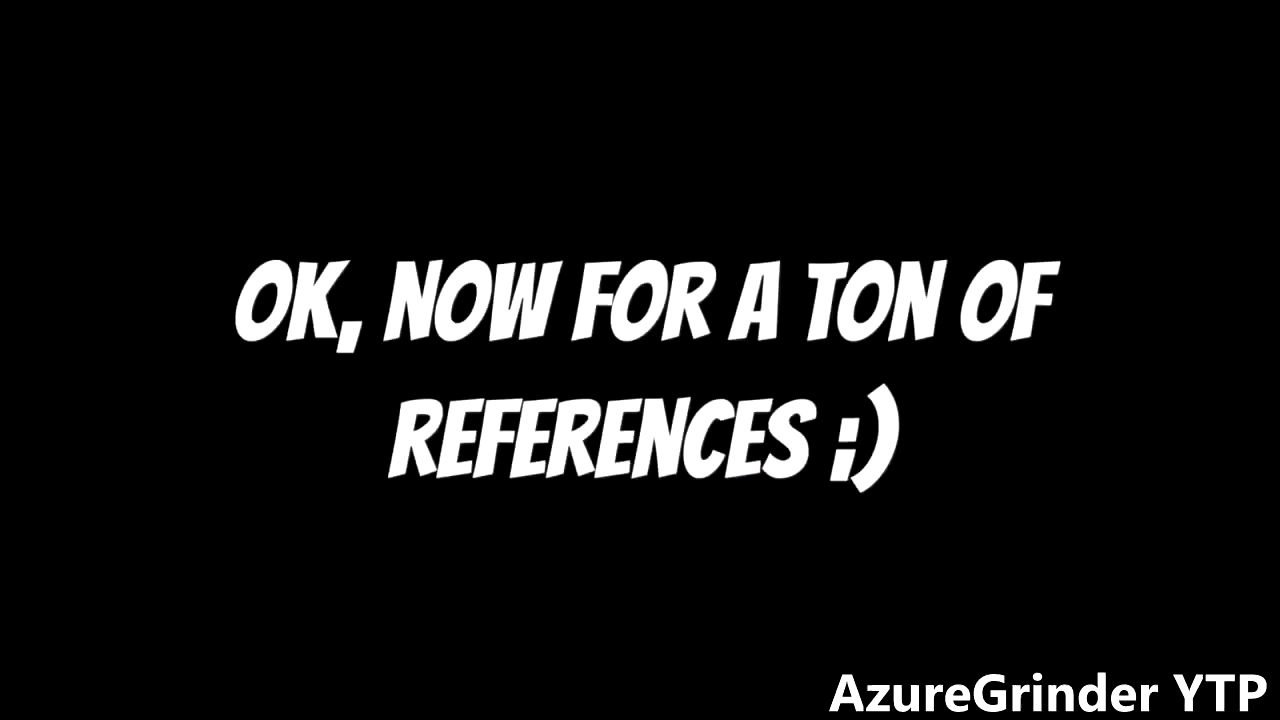 OK, NOW FOR A TON OF
REFERENCES ;)
AzureGrinder YTP